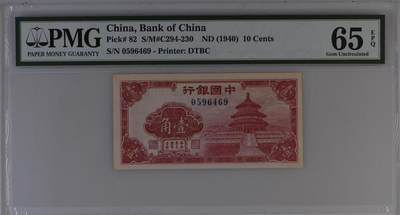 PMG
PAPER MONEY GUARANTY
China, Bank of China
Pick# 82 S/M#C294-230 ND (1940) 10 Cents
S/N 0596469 - Printer: DTBC
65 EPQ
Gem Uncirculated
行銀國中
0596469
角壹